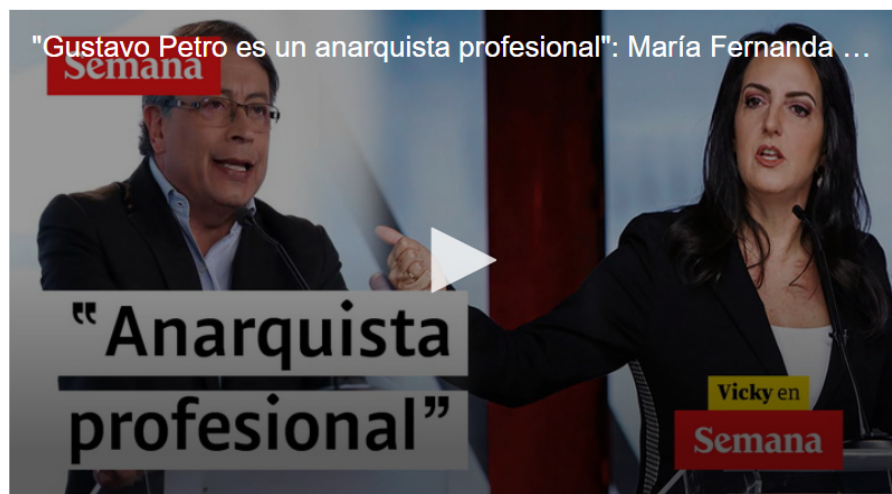 "Gustavo Petro es un anarquista profesional": María Fernanda ...
Semana
"Anarquista
profesional"
Vicky en
Semana